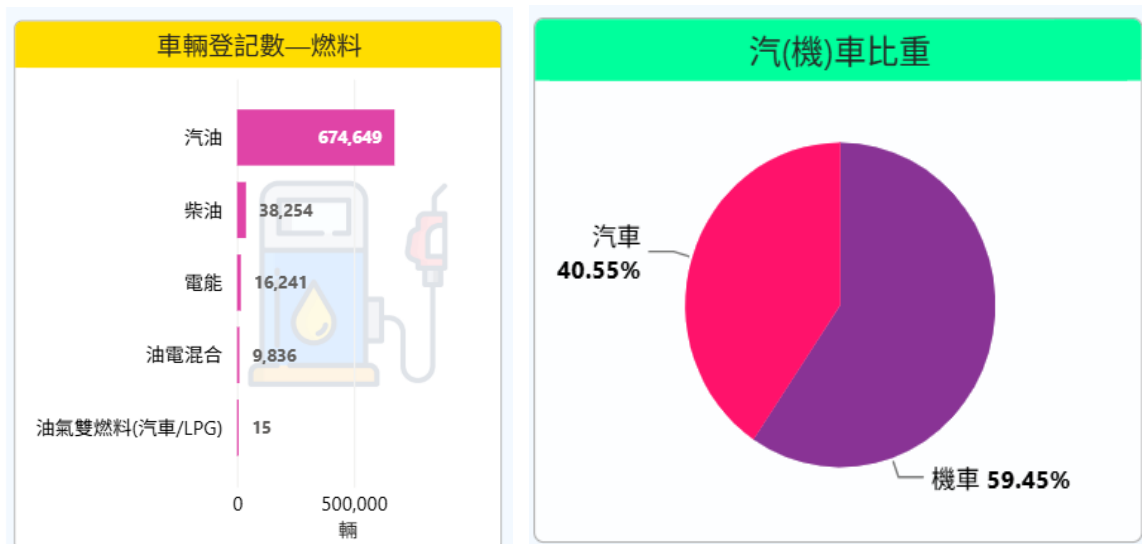 車輛登記數—燃料
汽油 674,649
柴油 38,254
電能 16,241
油電混合 9,836
油氣雙燃料(汽車/LPG) 15
0 500,000
輛
汽(機)車比重
汽車
40.55%
機車 59.45%